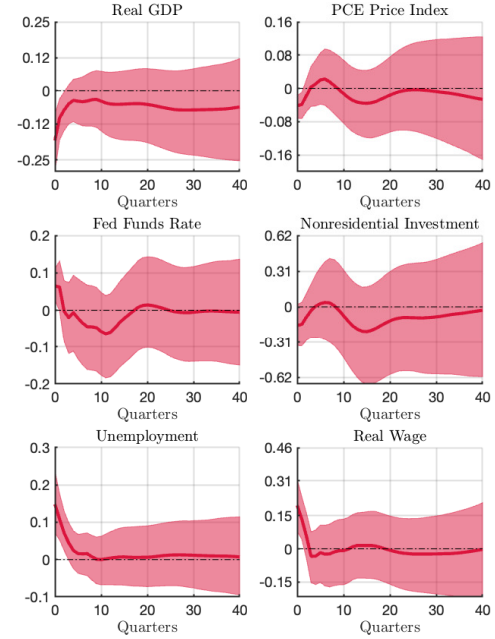 Real GDP
0.25
0.12
0
-0.12
-0.25
0 10 20 30 40
Quarters
PCE Price Index
0.16
0.08
0
-0.08
-0.16
0 10 20 30 40
Quarters
Fed Funds Rate
0.2
0.1
0
-0.1
-0.2
0 10 20 30 40
Quarters
Nonresidential Investment
0.62
0.31
0
-0.31
-0.62
0 10 20 30 40
Quarters
Unemployment
0.3
0.2
0.1
0
-0.1
0 10 20 30 40
Quarters
Real Wage
0.46
0.31
0.15
0
-0.15
0 10 20 30 40
Quarters